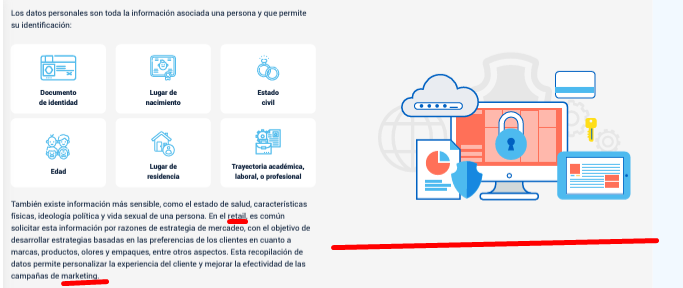 Los datos personales son toda la información asociada una persona y que permite
su identificación:
Documento
de identidad
Lugar de
nacimiento
Estado
civil
Edad
Lugar de
residencia
Trayectoria académica,
laboral, o profesional
También existe información más sensible, como el estado de salud, características
físicas, ideología política y vida sexual de una persona. En el retail, es común
solicitar esta información por razones de estrategia de mercadeo, con el objetivo de
desarrollar estrategias basadas en las preferencias de los clientes en cuanto a
marcas, productos, olores y empaques, entre otros aspectos. Esta recopilación de
datos permite personalizar la experiencia del cliente y mejorar la efectividad de las
campañas de marketing.